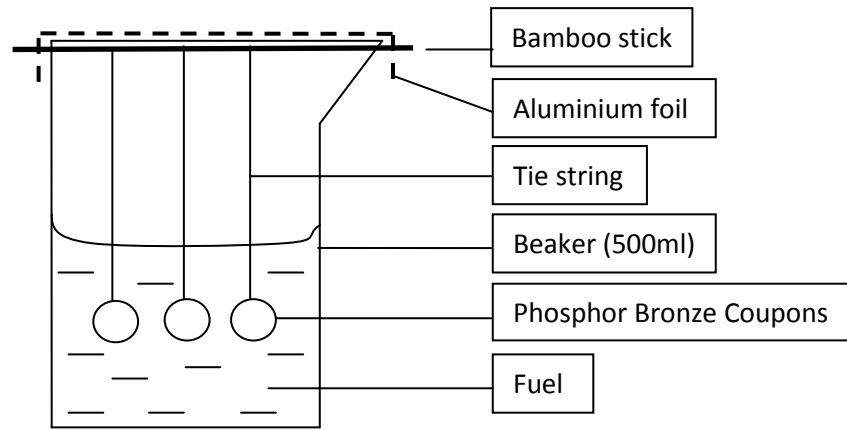 Bamboo stick
Aluminium foil
Tie string
Beaker (500ml)
Phosphor Bronze Coupons
Fuel